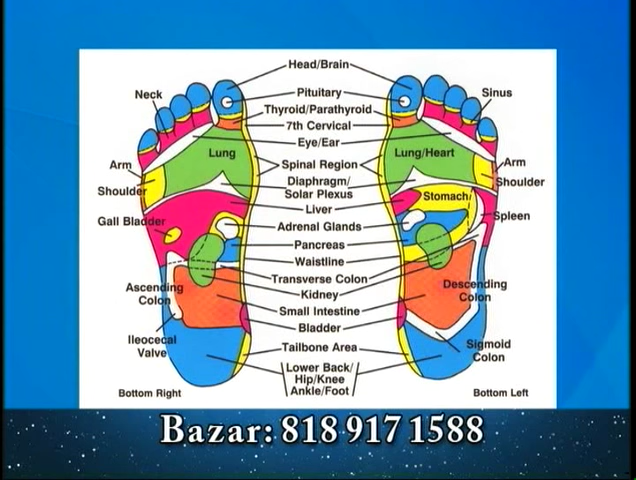 Head/Brain
Neck
Pituitary
Sinus
Thyroid/Parathyroid
7th Cervical
Eye/Ear
Lung
Lung/Heart
Arm
Spinal Region
Arm
Shoulder
Diaphragm/
Solar Plexus
Shoulder
Liver
Stomach
Gall Bladder
Adrenal Glands
Spleen
Pancreas
Waistline
Transverse Colon
Ascending
Colon
Kidney
Descending
Colon
Small Intestine
Bladder
Ileocecal
Valve
Tailbone Area
Sigmoid
Colon
Lower Back/
Hip/Knee
Ankle/Foot
Bottom Right
Bottom Left
Bazar: 818 917 1588